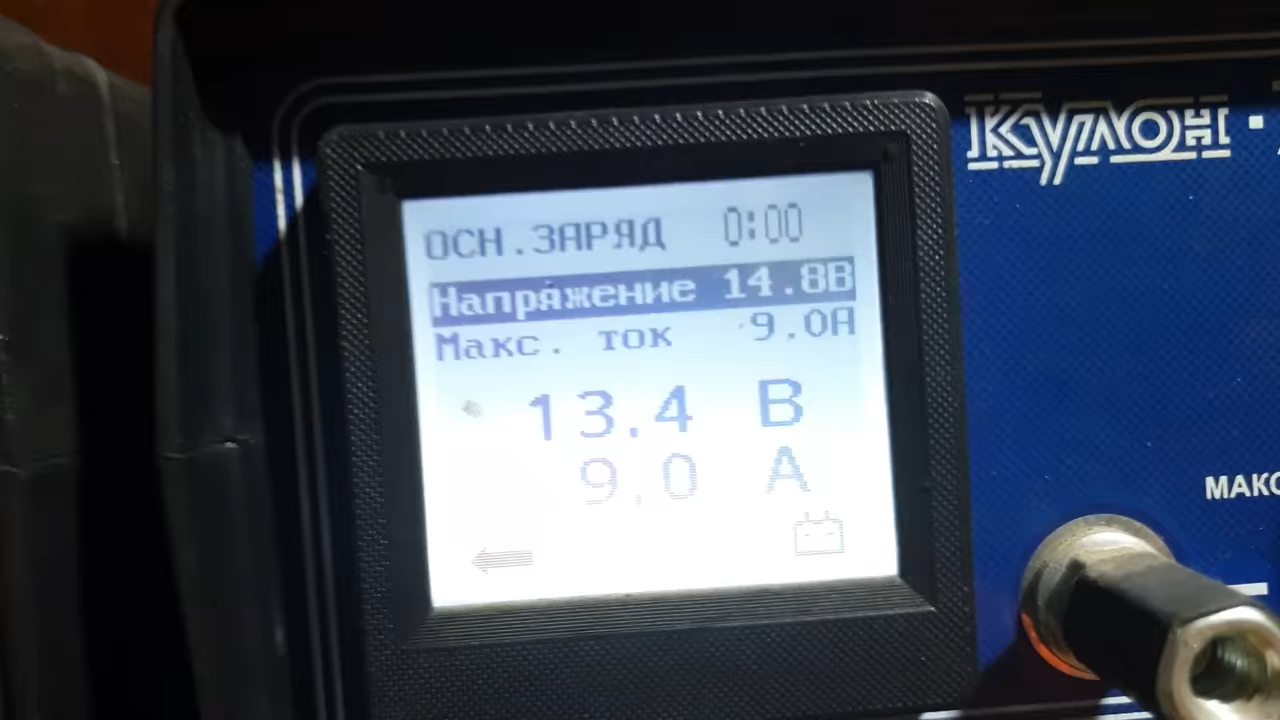 КУЛОН
ОСН.ЗАРЯД 0:00
Напряжение 14.8В
Макс. ток 9.0А
13.4 В
9.0 А
МАКС